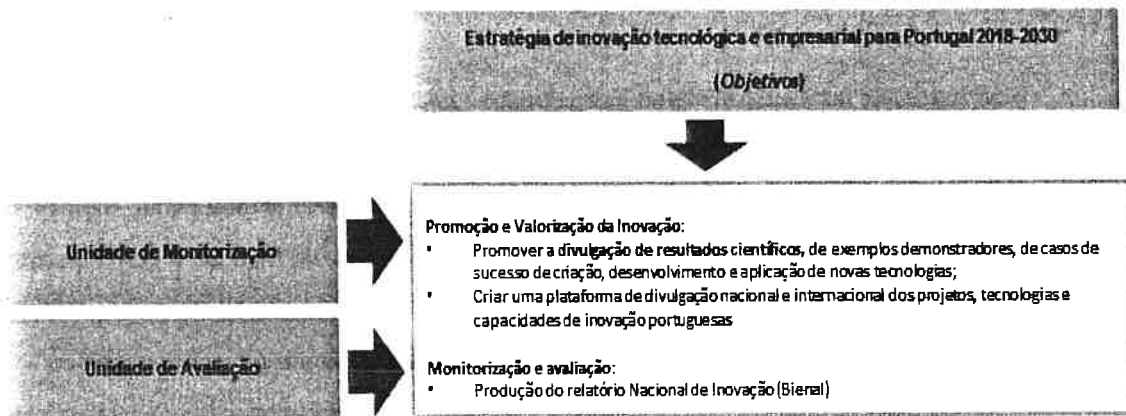 Estratégia de inovação tecnológica e empresarial para Portugal 2018-2030
(Objetivos)
Unidade de Monitorização
Promoção e Valorização da Inovação:
Promover a divulgação de resultados científicos, de exemplos demonstradores, de casos de
sucesso de criação, desenvolvimento e aplicação de novas tecnologias;
Criar uma plataforma de divulgação nacional e internacional dos projetos, tecnologias e
capacidades de inovação portuguesas
Unidade de Avaliação
Monitorização e avaliação:
Produção do relatório Nacional de Inovação (Bienal)